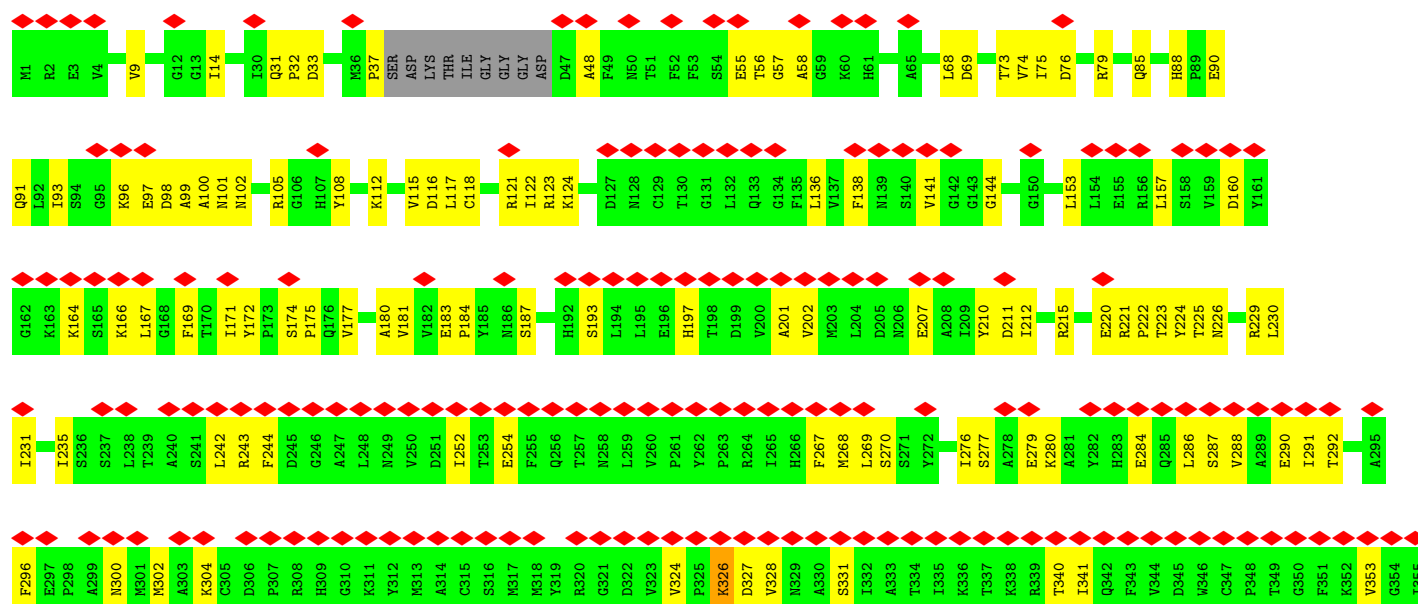 M1 R2 E3 V4 V9 G12 G13 I14 I30 Q31 P32 D33 M36 P37 SER ASP LYS THR ILE GLY GLY GLY ASP D47 A48 F49 N50 T51 F52 F53 S54 E55 T56 G57 A58 G59 K60 H61 A65 L68 D69 T73 V74 I75 D76 R79 Q85 H88 P89 E90
Q91 L92 I93 S94 G95 K96 E97 D98 A99 A100 N101 N102 R105 G106 H107 Y108 K112 V115 D116 L117 C118 R121 I122 R123 K124 D127 N128 C129 T130 G131 L132 Q133 G134 F135 L136 V137 F138 N139 S140 V141 G142 G143 G144 G150 L153 L154 E155 R156 L157 S158 V159 D160 Y161
G162 K163 K164 S165 K166 L167 G168 F169 T170 I171 Y172 P173 S174 P175 Q176 V177 A180 V181 V182 E183 P184 Y185 N186 S187 H192 S193 L194 L195 E196 H197 T198 D199 V200 A201 V202 M203 L204 D205 N206 E207 A208 I209 Y210 D211 I212 R215 E220 R221 P222 T223 Y224 T225 N226 R229 L230
I231 I235 S236 S237 L238 T239 A240 S241 L242 R243 F244 D245 G246 A247 L248 N249 V250 D251 I252 T253 E254 F255 Q256 T257 N258 L259 V260 P261 Y262 P263 R264 I265 H266 F267 M268 L269 S270 S271 Y272 I276 S277 A278 E279 K280 A281 Y282 H283 E284 Q285 L286 S287 V288 A289 E290 I291 T292 A295
F296 E297 P298 A299 N300 M301 M302 A303 K304 C305 D306 P307 R308 H309 G310 K311 Y312 M313 A314 C315 S316 M317 M318 Y319 R320 G321 D322 V323 V324 P325 K326 D327 V328 N329 A330 S331 I332 A333 T334 I335 K336 T337 K338 R339 T340 I341 Q342 F343 V344 D345 W346 C347 P348 T349 G350 F351 K352 V353 G354 I355